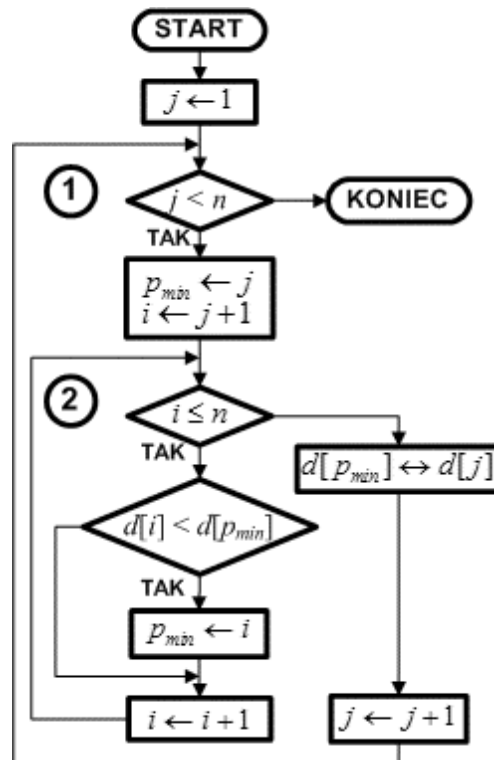 START
j ← 1
1
j < n
KONIEC
TAK
p_min ← j
i ← j+1
2
i ≤ n
TAK
d[p_min] ↔ d[j]
d[i] < d[p_min]
TAK
p_min ← i
i ← i+1
j ← j+1